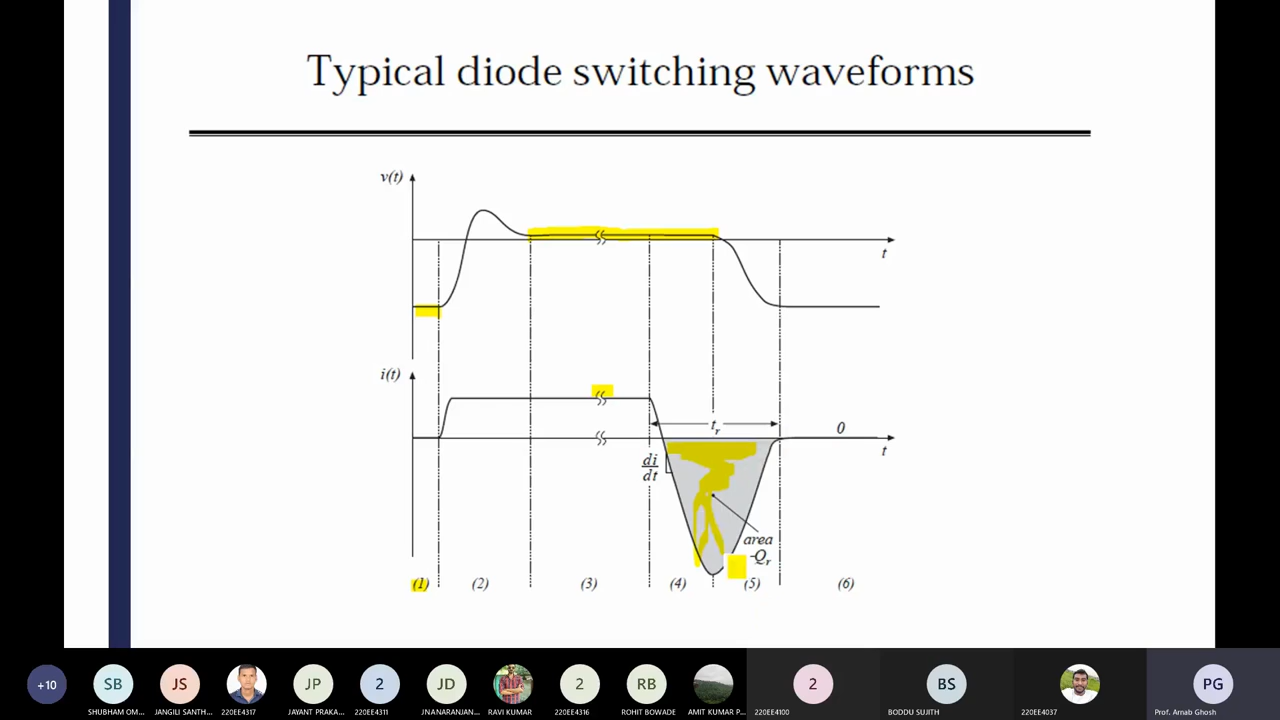 Typical diode switching waveforms
v(t)
t
i(t)
t_r
0
t
di
dt
area
-Q_r
(1) (2) (3) (4) (5) (6)
+10 SB JS JP 2 JD 2 RB 2 BS PG
SHUBHAM OM... JANGILI SANTH... 220EE4317 JAYANT PRAKA... 220EE4311 JNANARANJAN... RAVI KUMAR 220EE4316 ROHIT BOWADE AMIT KUMAR P... 220EE4100 BODDU SUJITH 220EE4037 Prof. Arnab Ghosh